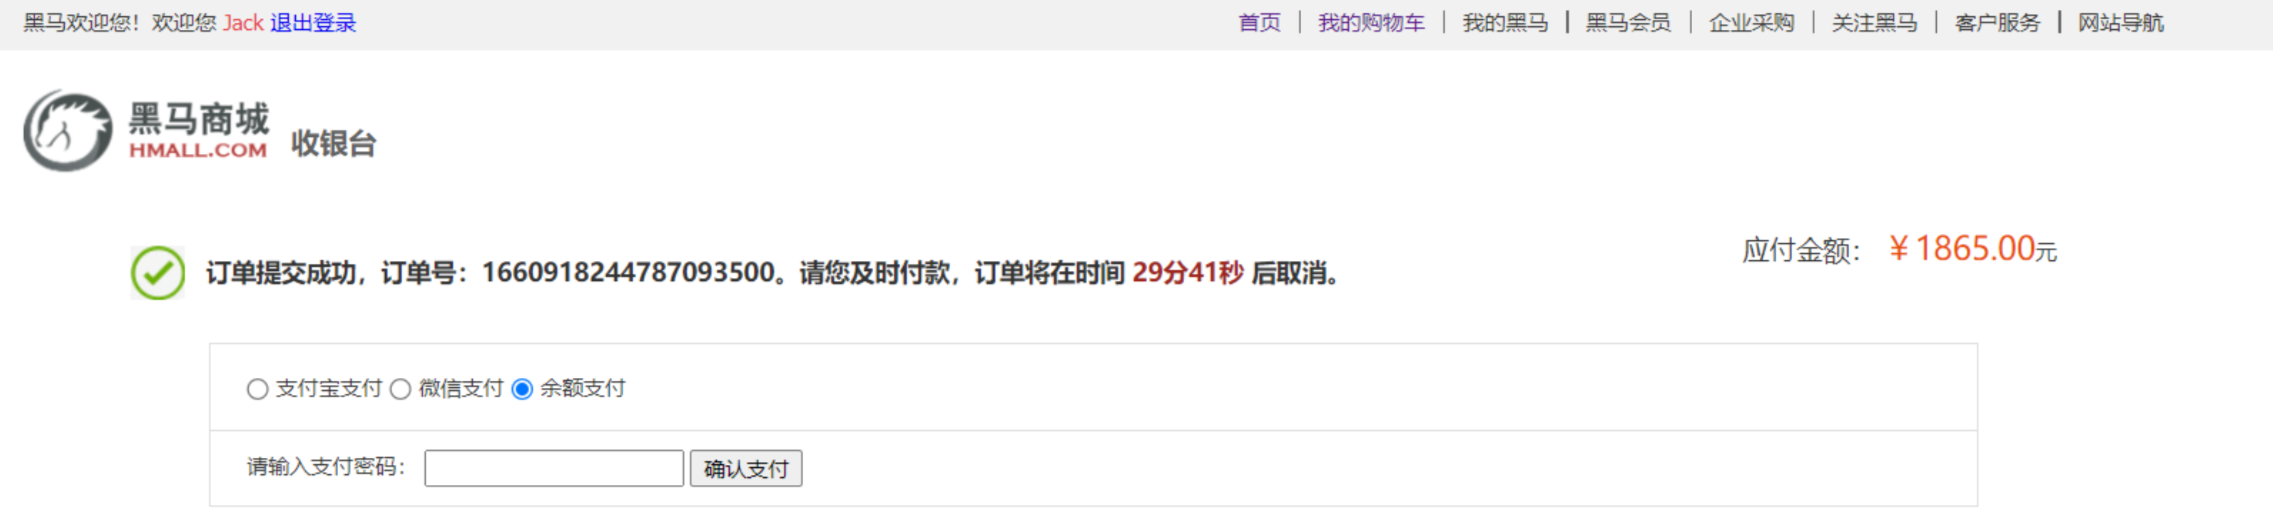 黑马欢迎您！欢迎您 Jack 退出登录
首页 | 我的购物车 | 我的黑马 | 黑马会员 | 企业采购 | 关注黑马 | 客户服务 | 网站导航
黑马商城
HMALL.COM
收银台
应付金额：￥1865.00元
订单提交成功，订单号：1660918244787093500。请您及时付款，订单将在时间 29分41秒 后取消。
支付宝支付 微信支付 余额支付
请输入支付密码： 确认支付